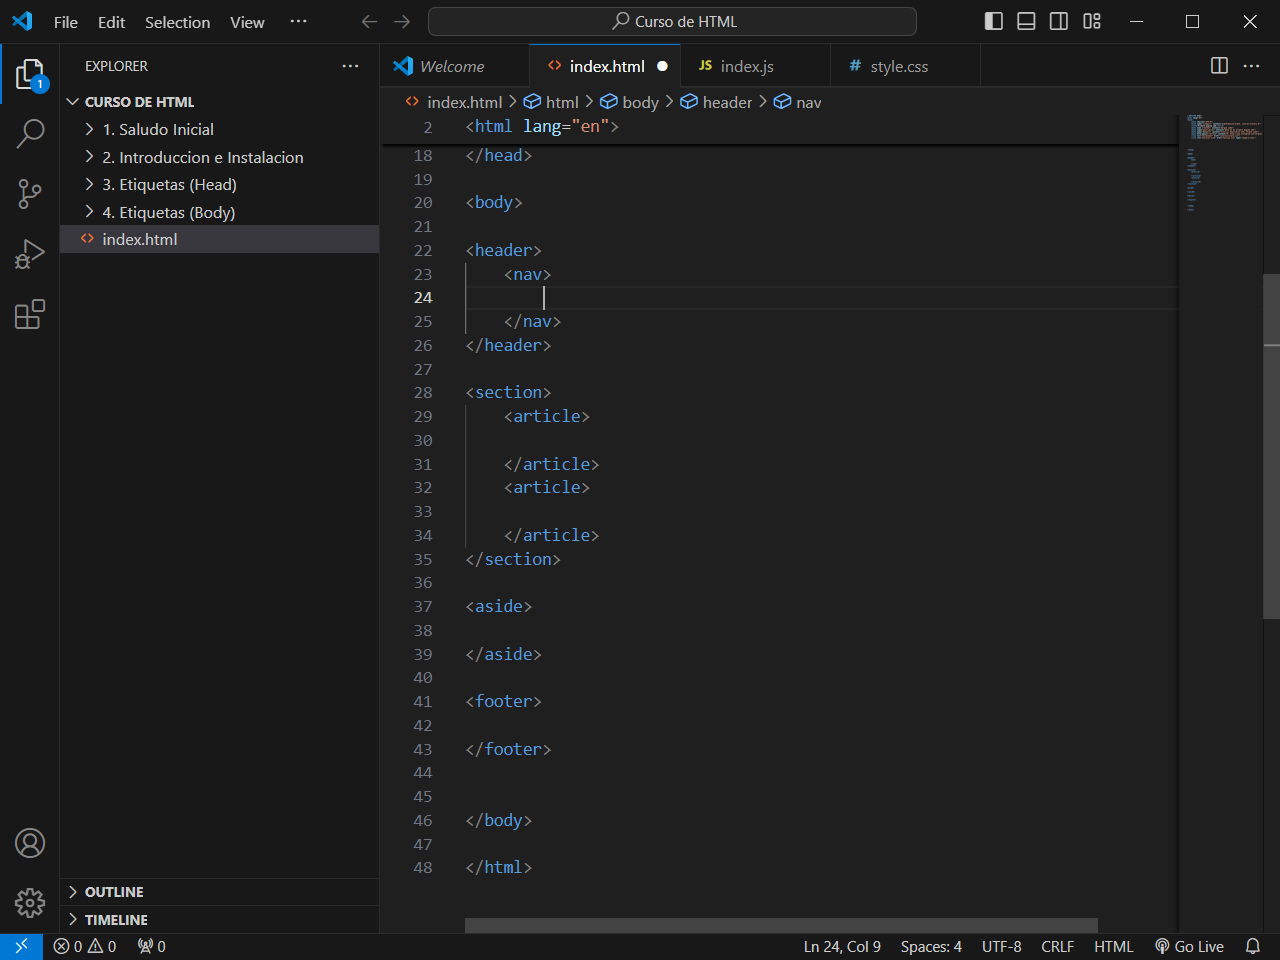 File Edit Selection View ··· Curso de HTML
EXPLORER ···
CURSO DE HTML
1. Saludo Inicial
2. Introduccion e Instalacion
3. Etiquetas (Head)
4. Etiquetas (Body)
index.html
OUTLINE
TIMELINE
1
Welcome index.html JS index.js # style.css ···
index.html > html > body > header > nav
2 <html lang="en">
18 </head>
19
20 <body>
21
22 <header>
23 <nav>
24
25 </nav>
26 </header>
27
28 <section>
29 <article>
30
31 </article>
32 <article>
33
34 </article>
35 </section>
36
37 <aside>
38
39 </aside>
40
41 <footer>
42
43 </footer>
44
45
46 </body>
47
48 </html>
0 0 0 Ln 24, Col 9 Spaces: 4 UTF-8 CRLF HTML Go Live